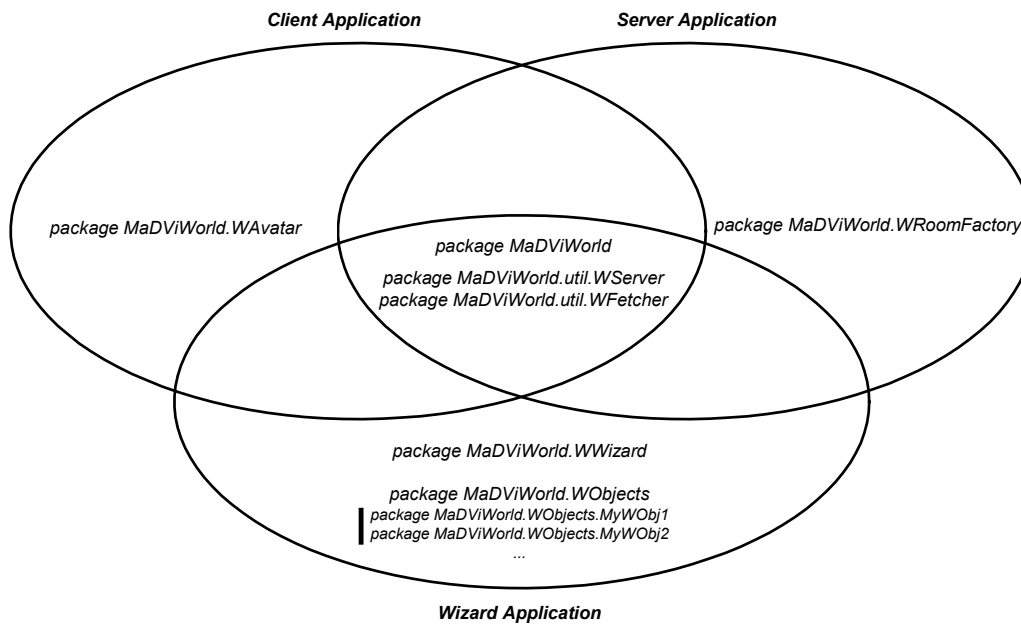 Client Application
Server Application
package MaDViWorld.WAvatar
package MaDViWorld.WRoomFactory
package MaDViWorld
package MaDViWorld.util.WServer
package MaDViWorld.util.WFetcher
package MaDViWorld.WWizard
package MaDViWorld.WObjects
package MaDViWorld.WObjects.MyWObj1
package MaDViWorld.WObjects.MyWObj2
...
Wizard Application